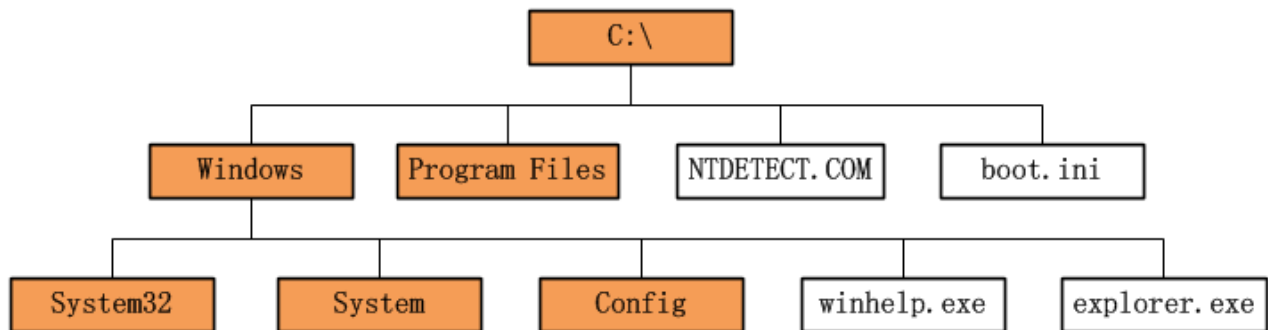 C:\
Windows
Program Files
NTDETECT.COM
boot.ini
System32
System
Config
winhelp.exe
explorer.exe